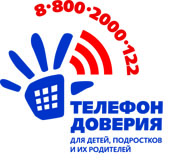 8·800·2000·122
ТЕЛЕФОН
ДОВЕРИЯ
ДЛЯ ДЕТЕЙ, ПОДРОСТКОВ
И ИХ РОДИТЕЛЕЙ